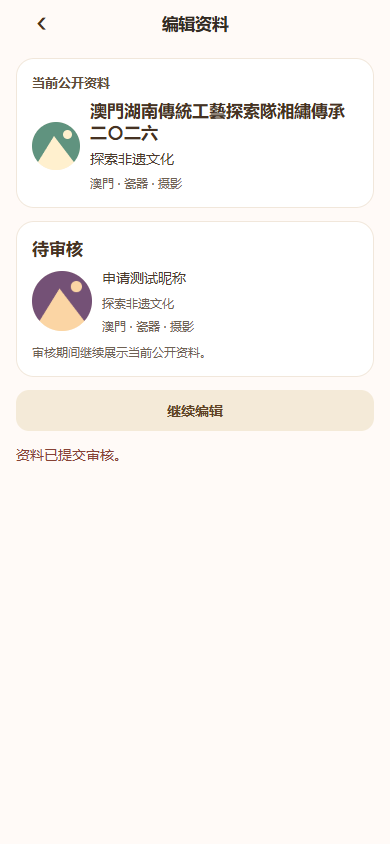 编辑资料
当前公开资料
澳門湖南傳統工藝探索隊湘繡傳承
二〇二六
探索非遗文化
澳門 · 瓷器 · 摄影
待审核
申请测试昵称
探索非遗文化
澳門 · 瓷器 · 摄影
审核期间继续展示当前公开资料。
继续编辑
资料已提交审核。